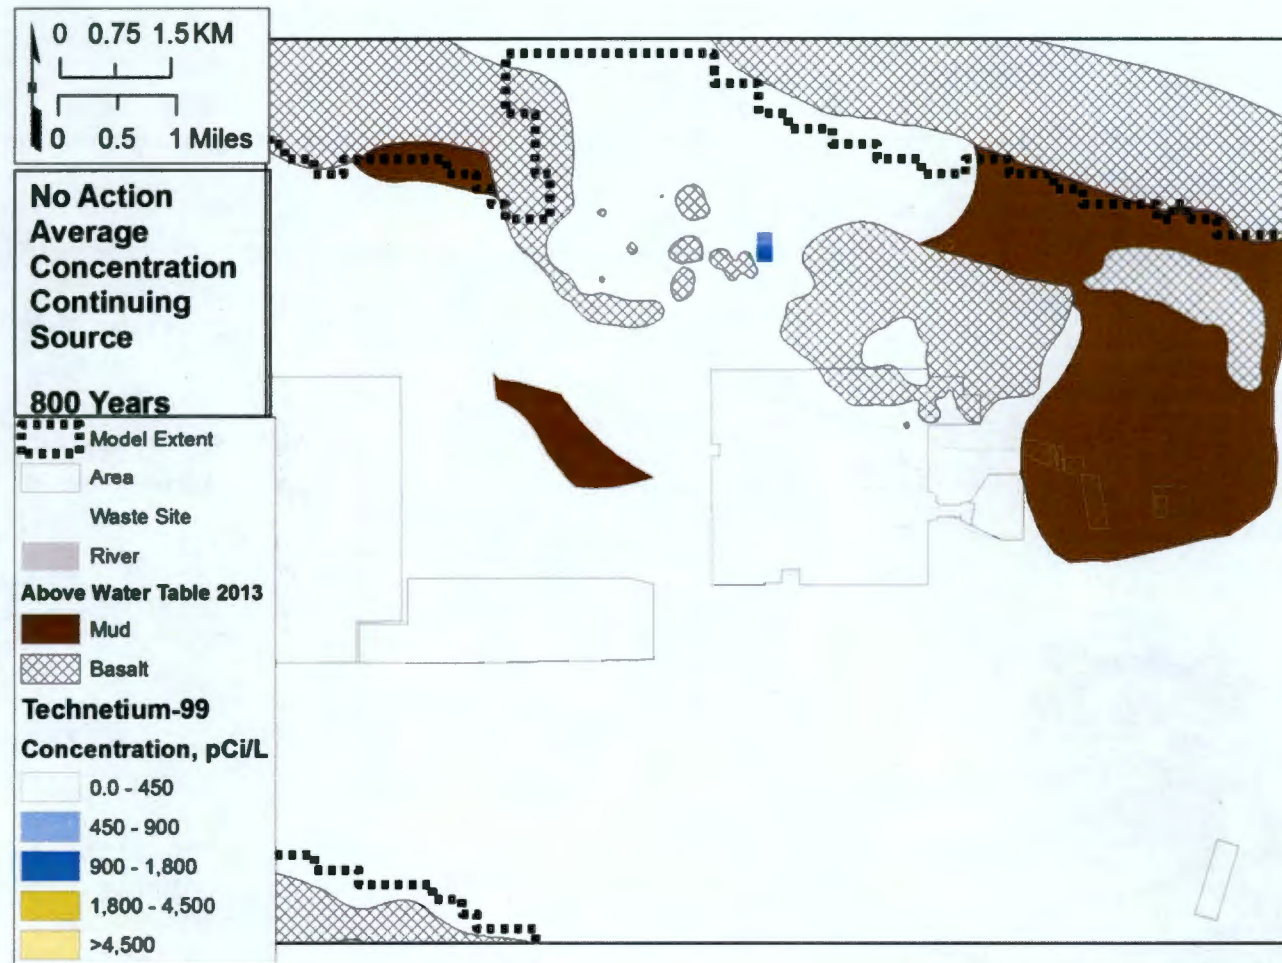 0 0.75 1.5 KM
0 0.5 1 Miles
No Action
Average
Concentration
Continuing
Source
800 Years
Model Extent
Area
Waste Site
River
Above Water Table 2013
Mud
Basalt
Technetium-99
Concentration, pCi/L
0.0 - 450
450 - 900
900 - 1,800
1,800 - 4,500
>4,500